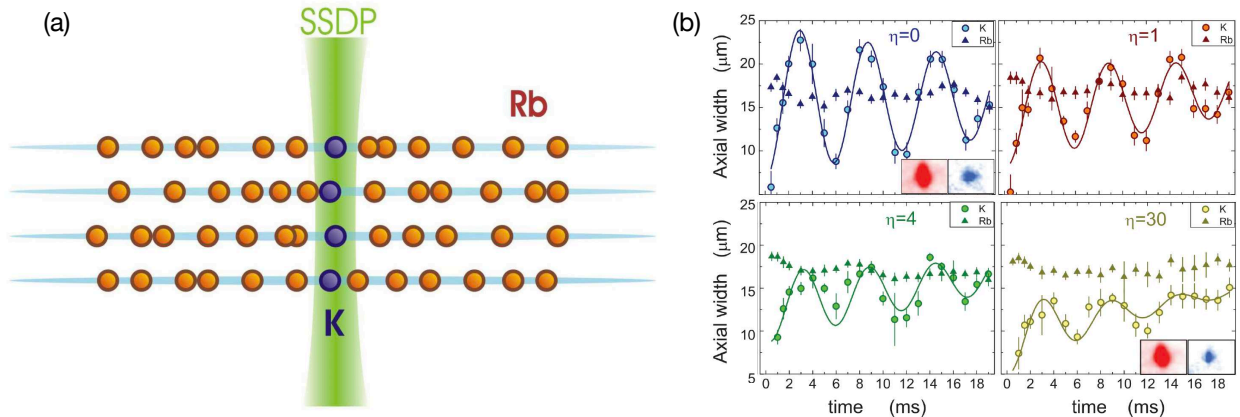 (a)
SSDP
Rb
K
(b)
Axial width (μm)
25
20
15
10
5
η=0
K
Rb
η=1
K
Rb
Axial width (μm)
25
20
15
10
5
η=4
K
Rb
η=30
K
Rb
0 2 4 6 8 10 12 14 16 18
0 2 4 6 8 10 12 14 16 18
time (ms)
time (ms)